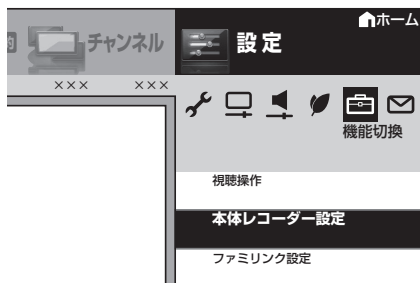 ホーム
チャンネル
設定
××× ×××
機能切換
視聴操作
本体レコーダー設定
ファミリンク設定